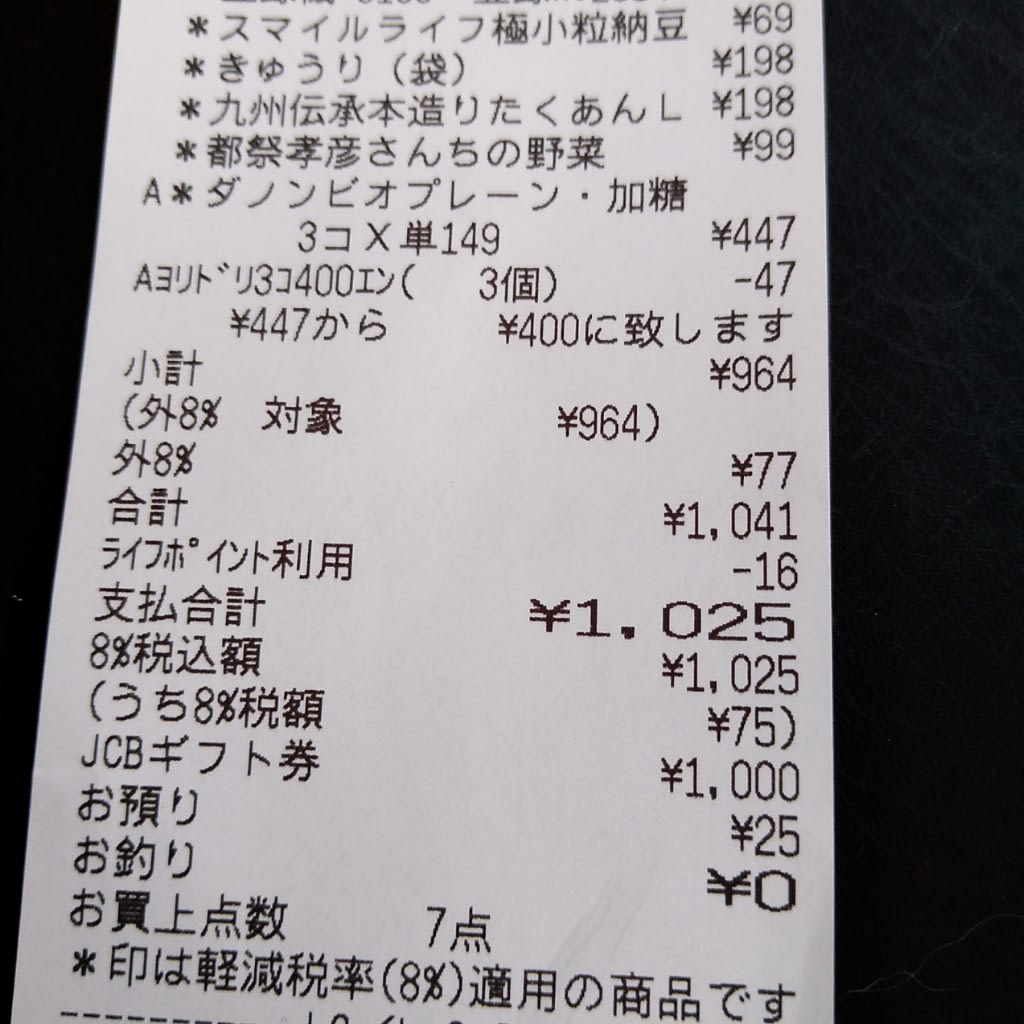 *スマイルライフ極小粒納豆 ¥69
*きゅうり（袋） ¥198
*九州伝承本造りたくあんL ¥198
*都祭孝彦さんちの野菜 ¥99
A*ダノンビオプレーン・加糖
3コX単149 ¥447
Aﾖﾘﾄﾞﾘ3ｺ400ｴﾝ( 3個) -47
¥447から ¥400に致します
小計 ¥964
(外8% 対象 ¥964)
外8% ¥77
合計 ¥1,041
ﾗｲﾌﾎﾟｲﾝﾄ利用 -16
支払合計 ¥1,025
8%税込額 ¥1,025
(うち8%税額 ¥75)
JCBギフト券 ¥1,000
お預り ¥25
お釣り ¥0
お買上点数 7点
*印は軽減税率(8%)適用の商品です